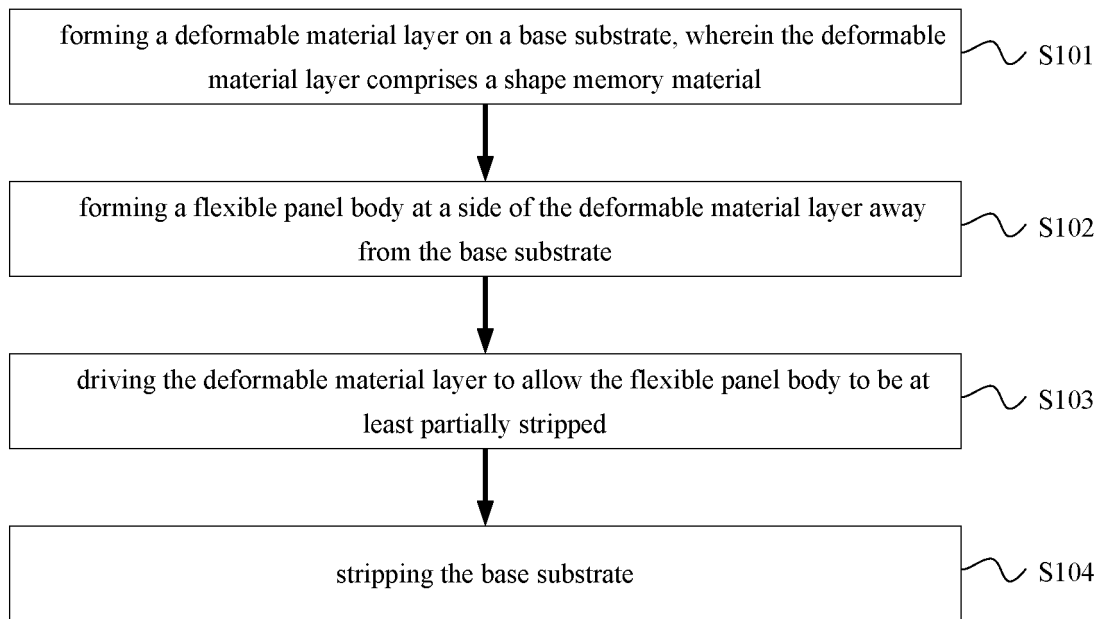 forming a deformable material layer on a base substrate, wherein the deformable
material layer comprises a shape memory material
S101
forming a flexible panel body at a side of the deformable material layer away
from the base substrate
S102
driving the deformable material layer to allow the flexible panel body to be at
least partially stripped
S103
stripping the base substrate
S104